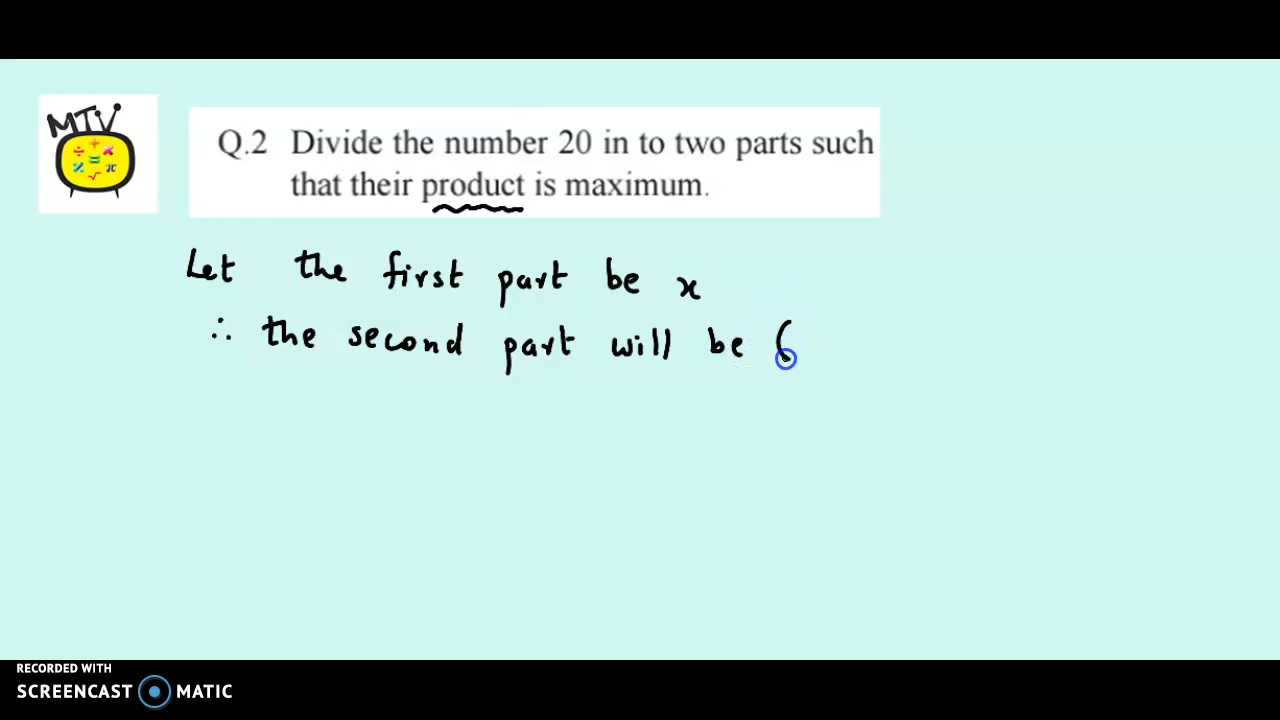 MTV
Q.2 Divide the number 20 in to two parts such
that their product is maximum.
Let the first part be x
∴ the second part will be (
RECORDED WITH
SCREENCAST MATIC